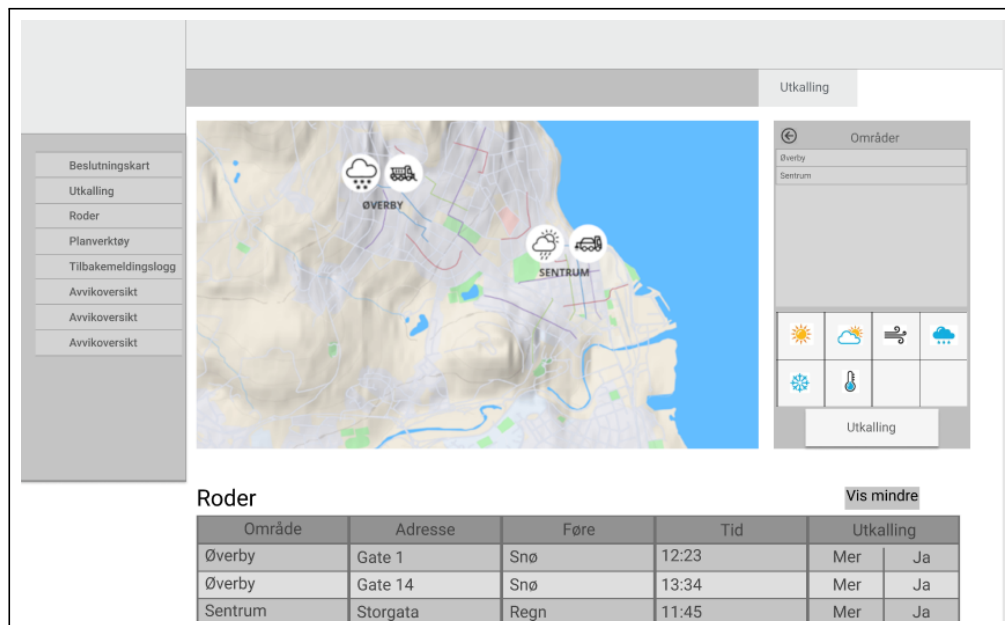 Utkalling
Beslutningskart
Utkalling
Roder
Planverktøy
Tilbakemeldingslogg
Avvikoversikt
Avvikoversikt
Avvikoversikt
ØVERBY
SENTRUM
Områder
Øverby
Sentrum
Utkalling
Roder
Vis mindre
Område Adresse Føre Tid Utkalling
Øverby Gate 1 Snø 12:23 Mer Ja
Øverby Gate 14 Snø 13:34 Mer Ja
Sentrum Storgata Regn 11:45 Mer Ja